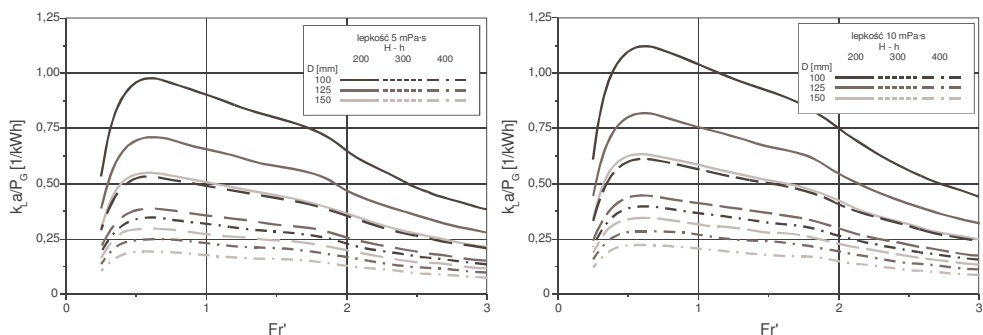 1,25
1,00
0,75
0,50
0,25
0
k_L a/P_G [1/kWh]
0 1 2 3
Fr'
lepkość 5 mPa·s
H - h
200 300 400
D [mm]
100
125
150
1,25
1,00
0,75
0,50
0,25
0
k_L a/P_G [1/kWh]
0 1 2 3
Fr'
lepkość 10 mPa·s
H - h
200 300 400
D [mm]
100
125
150